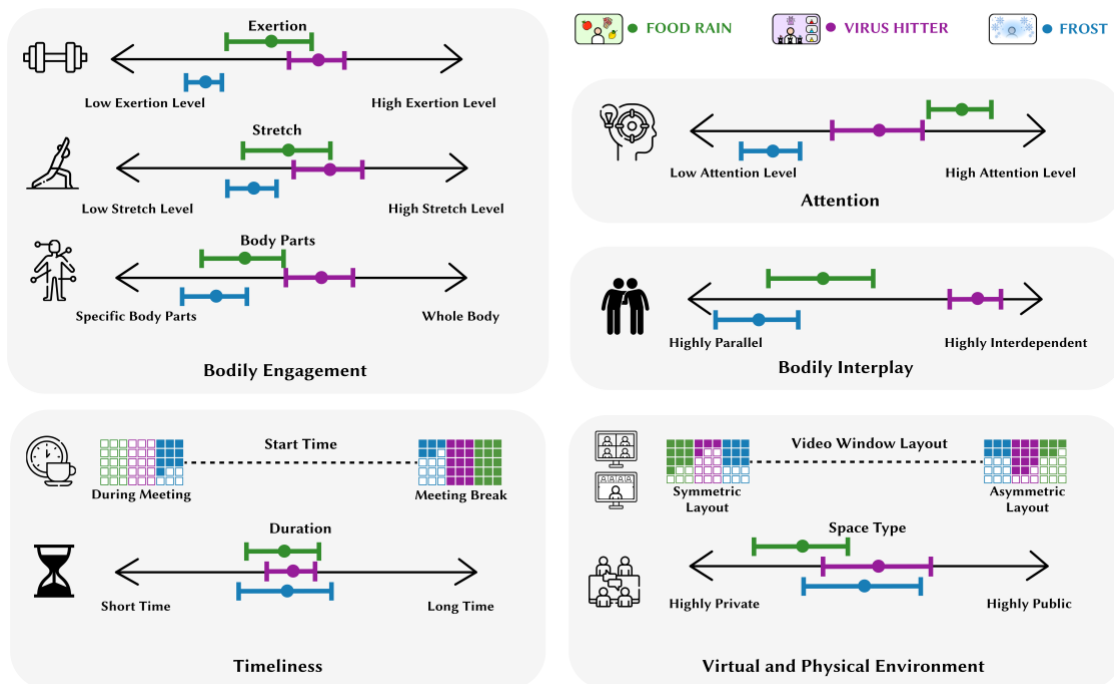 FOOD RAIN
VIRUS HITTER
FROST
Exertion
Low Exertion Level
High Exertion Level
Stretch
Low Stretch Level
High Stretch Level
Body Parts
Specific Body Parts
Whole Body
Bodily Engagement
Low Attention Level
High Attention Level
Attention
Highly Parallel
Highly Interdependent
Bodily Interplay
Start Time
During Meeting
Meeting Break
Duration
Short Time
Long Time
Timeliness
Video Window Layout
Symmetric
Layout
Asymmetric
Layout
Space Type
Highly Private
Highly Public
Virtual and Physical Environment